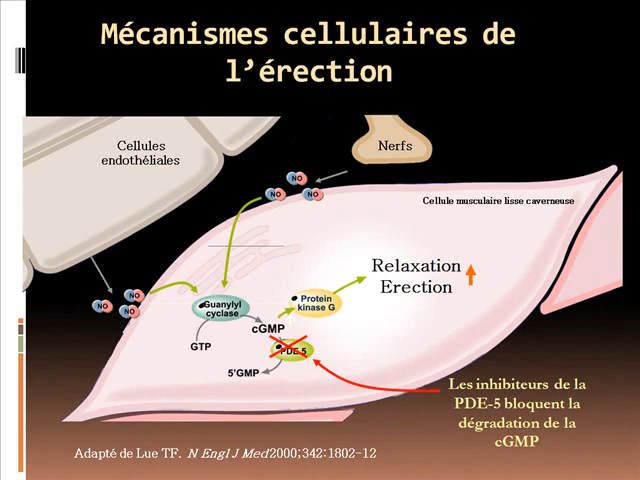 Mécanismes cellulaires de
l’érection
Cellules
endothéliales
Nerfs
NO
NO
NO
Cellule musculaire lisse caverneuse
Relaxation
Erection
NO
NO
NO
Guanylyl
cyclase
Protein
kinase G
cGMP
GTP
PDE 5
5'GMP
Les inhibiteurs de la
PDE-5 bloquent la
dégradation de la
cGMP
Adapté de Lue TF. N Engl J Med 2000;342:1802-12